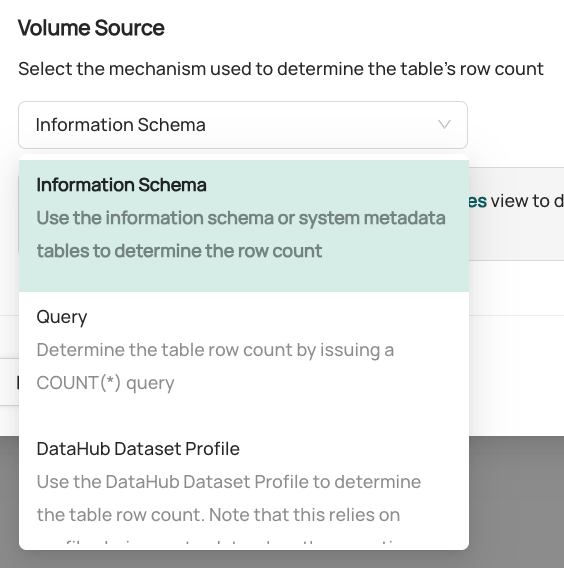 Volume Source
Select the mechanism used to determine the table's row count
Information Schema
Information Schema
Use the information schema or system metadata
tables to determine the row count
es view to d
Query
Determine the table row count by issuing a
COUNT(*) query
DataHub Dataset Profile
Use the DataHub Dataset Profile to determine
the table row count. Note that this relies on